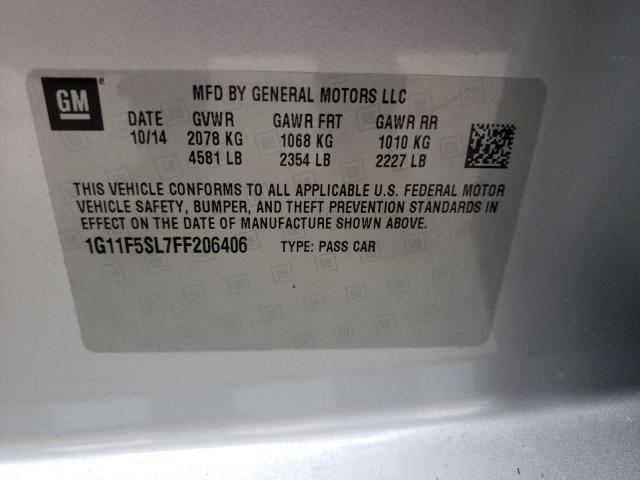 GM ®
MFD BY GENERAL MOTORS LLC
DATE GVWR GAWR FRT GAWR RR
10/14 2078 KG 1068 KG 1010 KG
4581 LB 2354 LB 2227 LB
THIS VEHICLE CONFORMS TO ALL APPLICABLE U.S. FEDERAL MOTOR
VEHICLE SAFETY, BUMPER, AND THEFT PREVENTION STANDARDS IN
EFFECT ON THE DATE OF MANUFACTURE SHOWN ABOVE.
1G11F5SL7FF206406 TYPE: PASS CAR